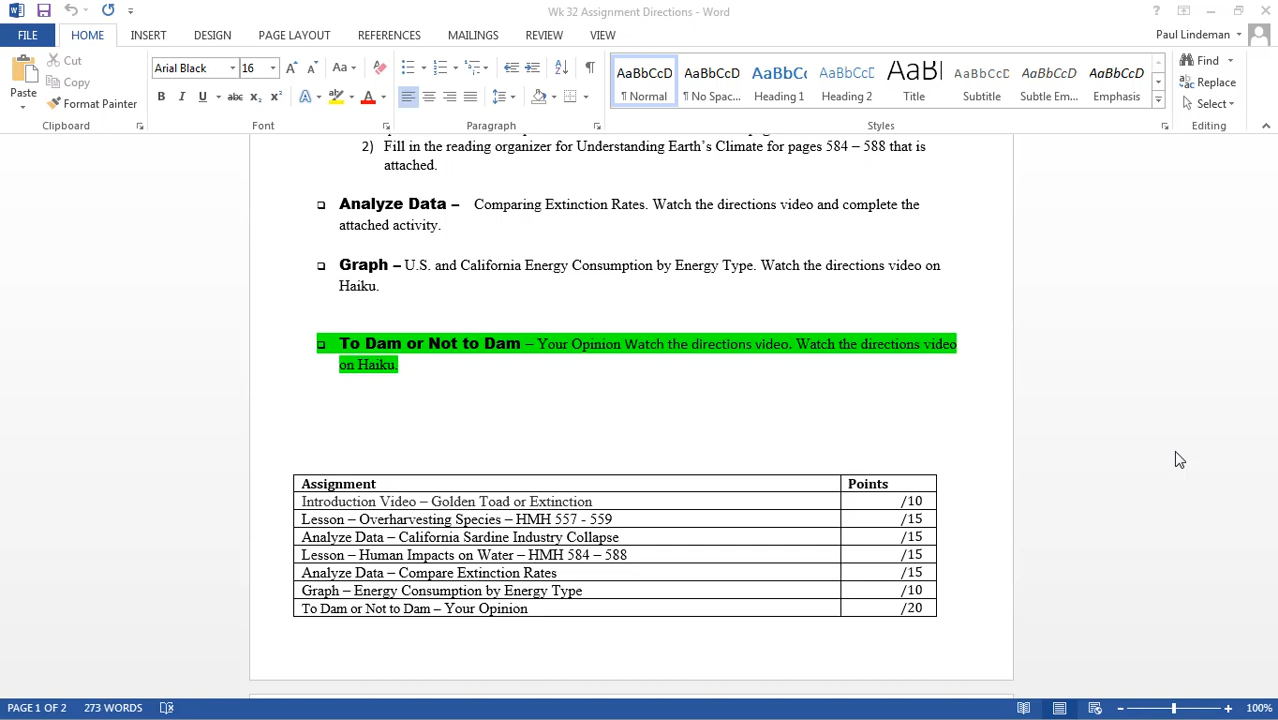 Wk 32 Assignment Directions - Word
FILE HOME INSERT DESIGN PAGE LAYOUT REFERENCES MAILINGS REVIEW VIEW Paul Lindeman
Cut
Copy
Format Painter
Paste
Clipboard
Arial Black 16
Font
Paragraph
AaBbCcD AaBbCcD AaBbCc AaBbCcD AaBl AaBbCcD AaBbCcD AaBbCcD
¶ Normal ¶ No Spac... Heading 1 Heading 2 Title Subtitle Subtle Em... Emphasis
Styles
Find
Replace
Select
Editing
2) Fill in the reading organizer for Understanding Earth's Climate for pages 584 – 588 that is
attached.
Analyze Data – Comparing Extinction Rates. Watch the directions video and complete the
attached activity.
Graph – U.S. and California Energy Consumption by Energy Type. Watch the directions video on
Haiku.
To Dam or Not to Dam – Your Opinion Watch the directions video. Watch the directions video
on Haiku.
Assignment Points
Introduction Video – Golden Toad or Extinction /10
Lesson – Overharvesting Species – HMH 557 - 559 /15
Analyze Data – California Sardine Industry Collapse /15
Lesson – Human Impacts on Water – HMH 584 – 588 /15
Analyze Data – Compare Extinction Rates /15
Graph – Energy Consumption by Energy Type /10
To Dam or Not to Dam – Your Opinion /20
PAGE 1 OF 2 273 WORDS 100%